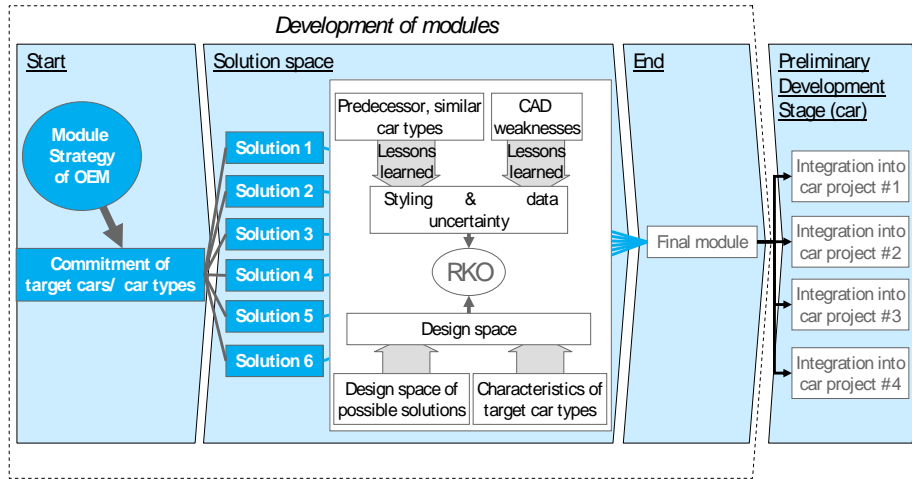 Development of modules
Start
Module
Strategy
of OEM
Commitment of
target cars/ car types
Solution space
Solution 1
Solution 2
Solution 3
Solution 4
Solution 5
Solution 6
Predecessor, similar
car types
CAD
weaknesses
Lessons
learned
Lessons
learned
Styling & data
uncertainty
RKO
Design space
Design space of
possible solutions
Characteristics of
target car types
End
Final module
Preliminary
Development
Stage (car)
Integration into
car project #1
Integration into
car project #2
Integration into
car project #3
Integration into
car project #4